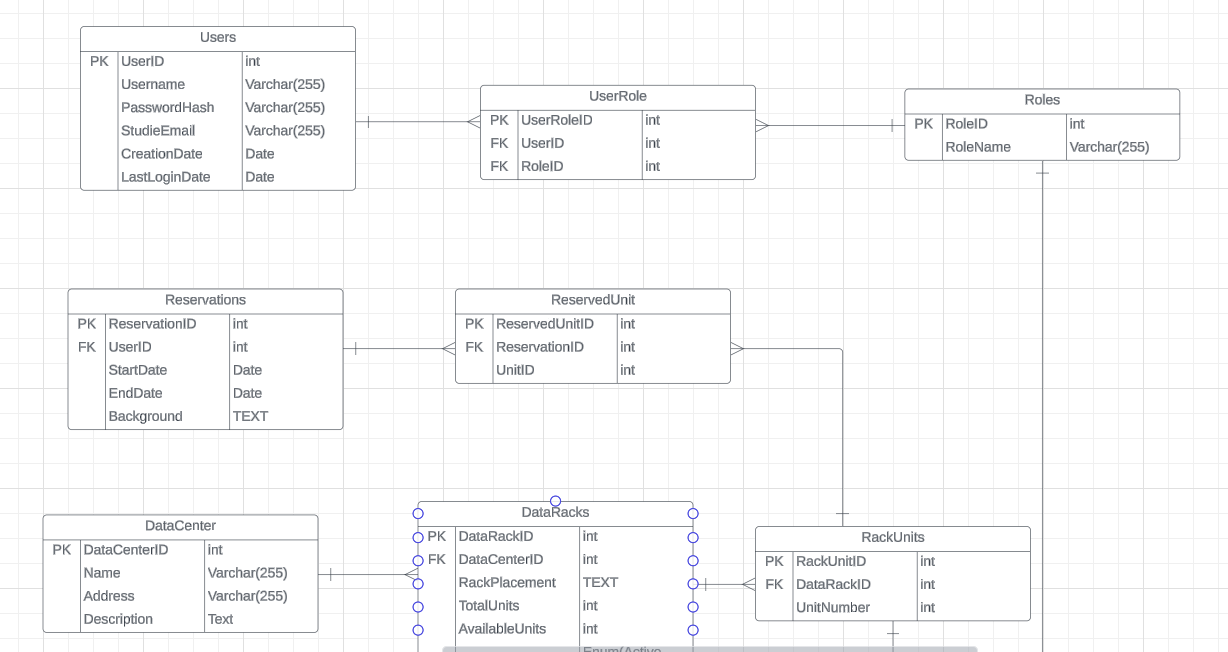 Users
PK UserID int
Username Varchar(255)
PasswordHash Varchar(255)
StudieEmail Varchar(255)
CreationDate Date
LastLoginDate Date
UserRole
PK UserRoleID int
FK UserID int
FK RoleID int
Roles
PK RoleID int
RoleName Varchar(255)
Reservations
PK ReservationID int
FK UserID int
StartDate Date
EndDate Date
Background TEXT
ReservedUnit
PK ReservedUnitID int
FK ReservationID int
UnitID int
DataCenter
PK DataCenterID int
Name Varchar(255)
Address Varchar(255)
Description Text
DataRacks
PK DataRackID int
FK DataCenterID int
RackPlacement TEXT
TotalUnits int
AvailableUnits int
Enum(Active,
RackUnits
PK RackUnitID int
FK DataRackID int
UnitNumber int